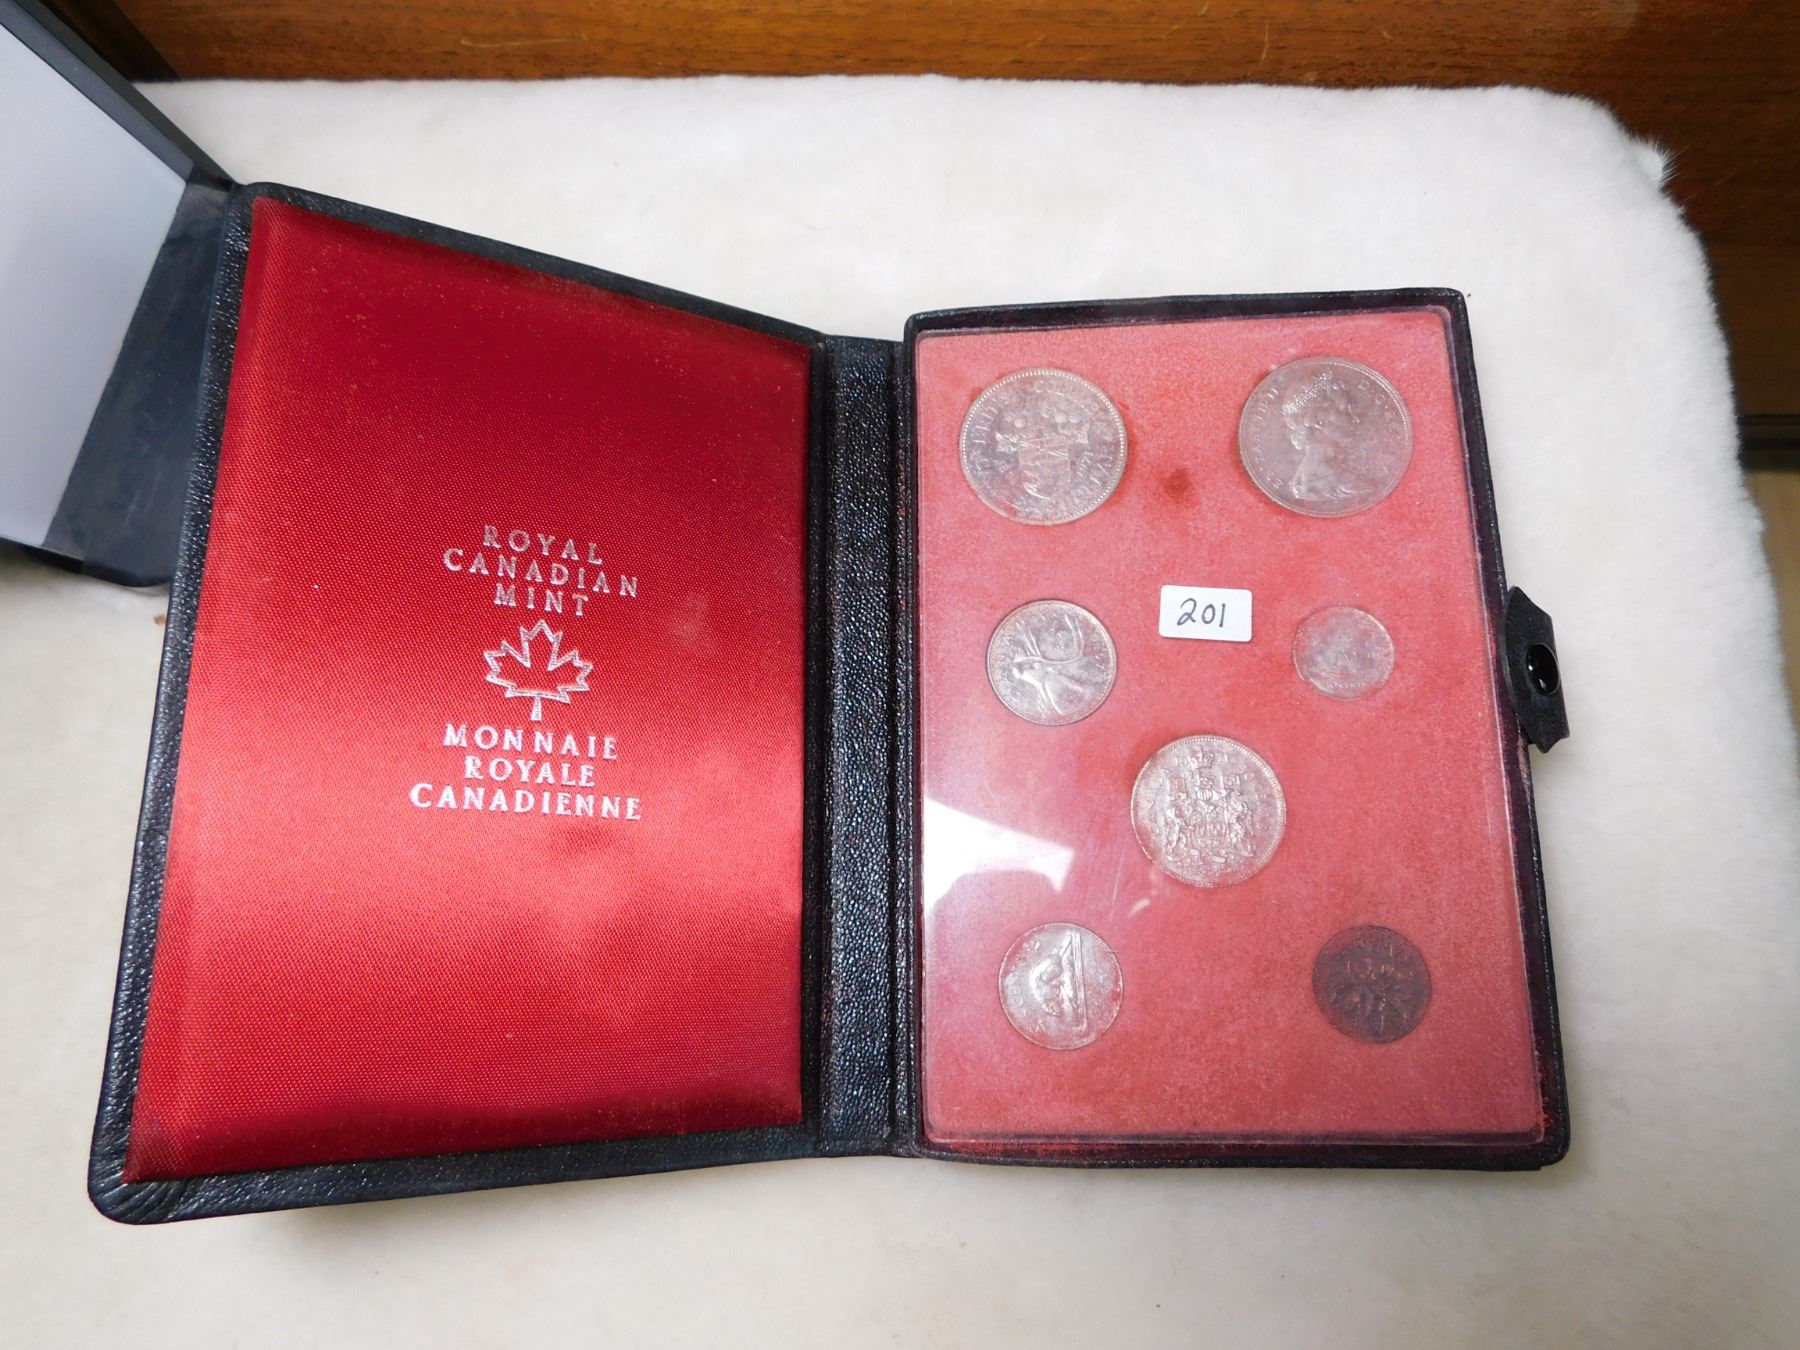 ROYAL
CANADIAN
MINT
MONNAIE
ROYALE
CANADIENNE
201